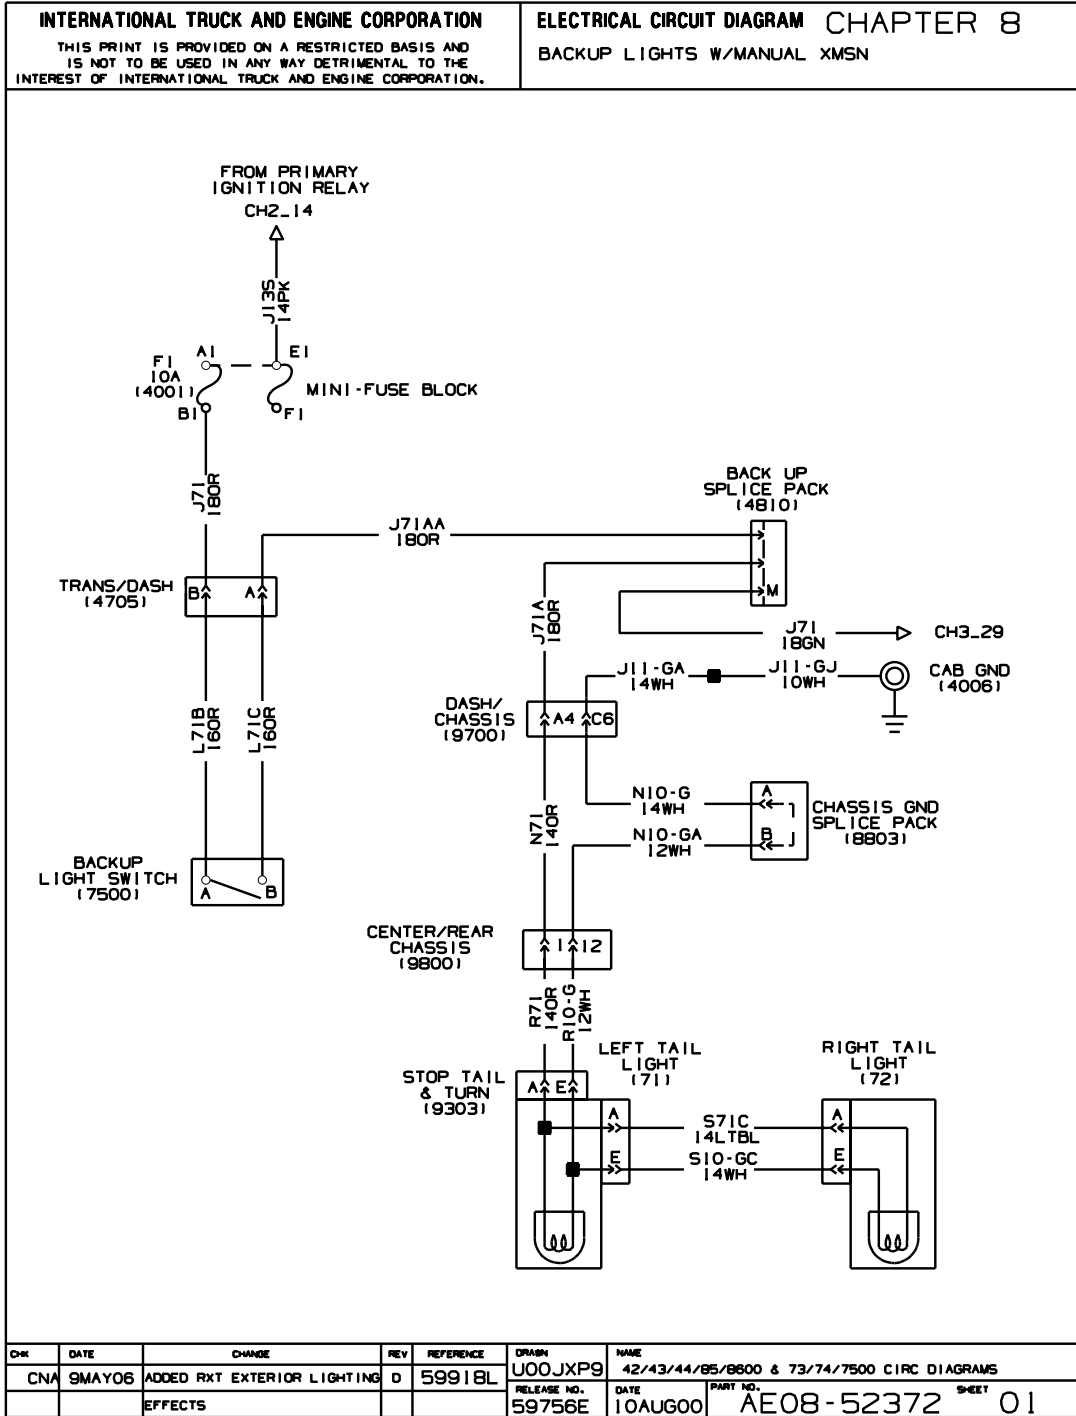 INTERNATIONAL TRUCK AND ENGINE CORPORATION
THIS PRINT IS PROVIDED ON A RESTRICTED BASIS AND
IS NOT TO BE USED IN ANY WAY DETRIMENTAL TO THE
INTEREST OF INTERNATIONAL TRUCK AND ENGINE CORPORATION.
ELECTRICAL CIRCUIT DIAGRAM CHAPTER 8
BACKUP LIGHTS W/MANUAL XMSN
FROM PRIMARY
IGNITION RELAY
CH2_14
J13S
14PK
F1
10A
(4001)
A1
E1
B1
F1
MINI-FUSE BLOCK
J71
18OR
BACK UP
SPLICE PACK
(4810)
M
J71AA
18OR
TRANS/DASH
(4705)
B
A
J71A
18OR
J71
18GN
CH3_29
J11-GA
14WH
J11-GJ
10WH
CAB GND
(4006)
DASH/
CHASSIS
(9700)
A4
C6
L71B
16OR
L71C
16OR
N71
14OR
N10-G
14WH
N10-GA
12WH
A
B
CHASSIS GND
SPLICE PACK
(8803)
BACKUP
LIGHT SWITCH
(7500)
A
B
CENTER/REAR
CHASSIS
(9800)
1
12
R71
14OR
R10-G
12WH
STOP TAIL
& TURN
(9303)
A
E
LEFT TAIL
LIGHT
(71)
A
E
S71C
14LTBL
S10-GC
14WH
RIGHT TAIL
LIGHT
(72)
A
E
CHK DATE CHANGE REV REFERENCE
CNA 9MAY06 ADDED RXT EXTERIOR LIGHTING D 59918L
EFFECTS
DRAWN
U00JXP9
NAME
42/43/44/85/8600 & 73/74/7500 CIRC DIAGRAMS
RELEASE NO.
59756E
DATE
10AUG00
PART NO.
AE08-52372
SHEET
01